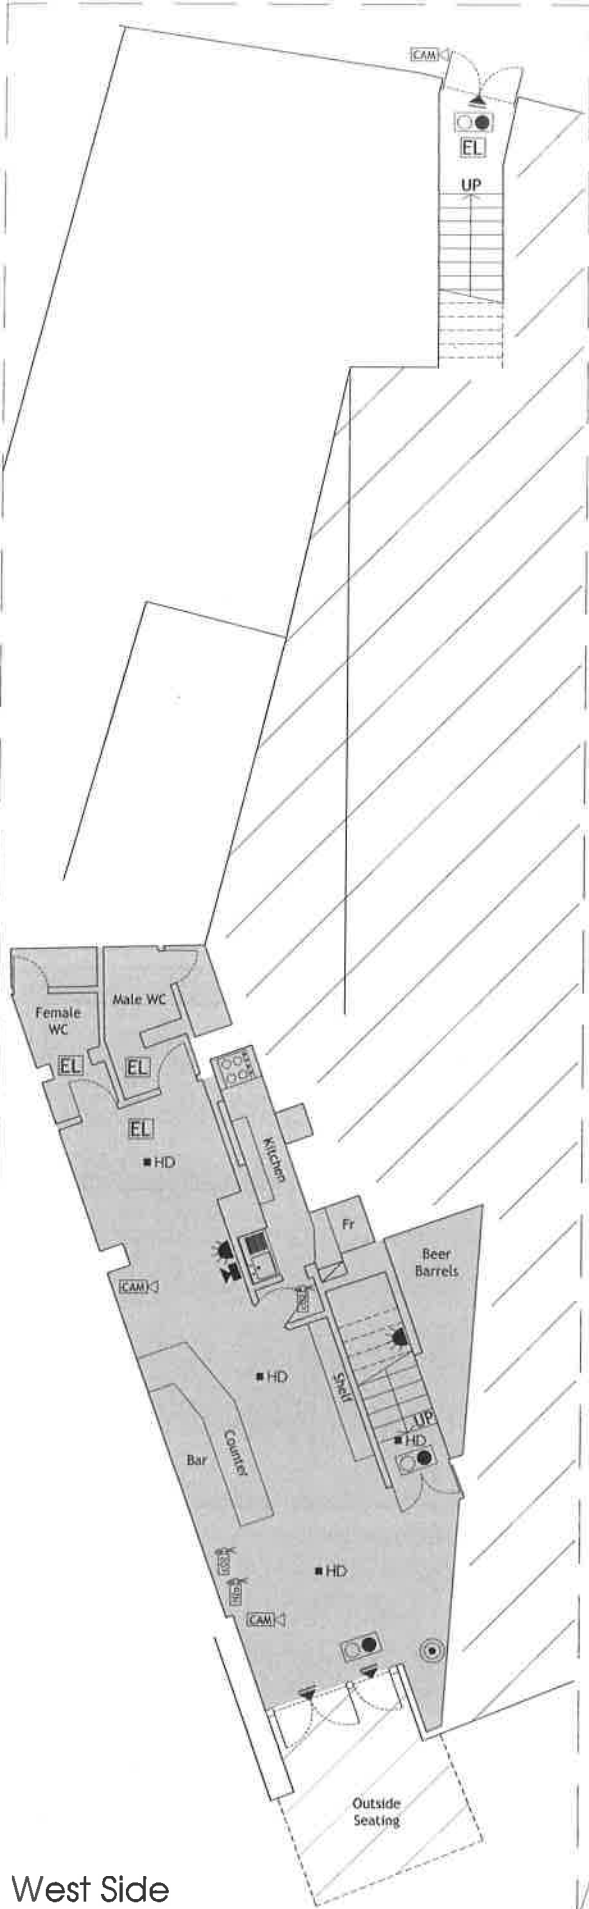 CAM
EL
UP
Female
WC
Male WC
EL
EL
EL
HD
Kitchen
Fr
Beer
Barrels
CAM
HD
Shelf
UP
HD
Counter
Bar
HD
CAM
Outside
Seating
West Side